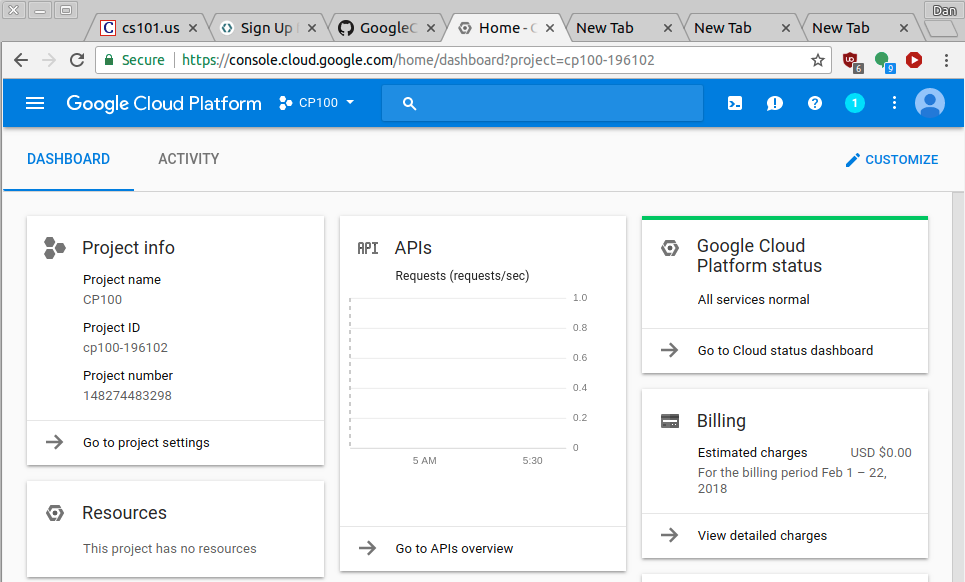 Dan
cs101.us
Sign Up
GoogleC
Home - G
New Tab
New Tab
New Tab
Secure
https://console.cloud.google.com/home/dashboard?project=cp100-196102
6
9
Google Cloud Platform
CP100
1
DASHBOARD
ACTIVITY
CUSTOMIZE
Project info
Project name
CP100
Project ID
cp100-196102
Project number
148274483298
Go to project settings
Resources
This project has no resources
API
APIs
Requests (requests/sec)
1.0
0.8
0.6
0.4
0.2
0
5 AM
5:30
Go to APIs overview
Google Cloud
Platform status
All services normal
Go to Cloud status dashboard
Billing
Estimated charges
USD $0.00
For the billing period Feb 1 – 22,
2018
View detailed charges